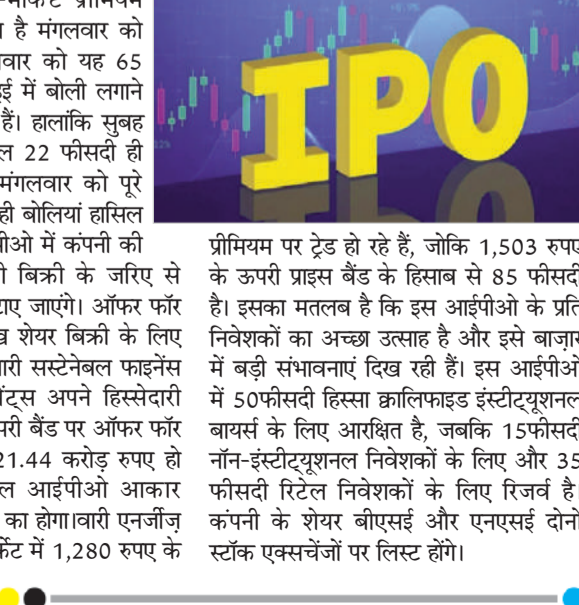 है मंगलवार को
को यह 65
में बोली लगाने
हैं। हालांकि सुबह
22 फीसदी ही
मंगलवार को पूरे
ही बोलियां हासिल
में कंपनी की
बिक्री के जरिए से
जाएंगे। ऑफर फॉर
शेयर बिक्री के लिए
सस्टेनेबल फाइनेंस
अपने हिस्सेदारी
बैंड पर ऑफर फॉर
21.44 करोड़ रुपए हो
आईपीओ आकार
का होगा।वारी एनर्जीज़
में 1,280 रुपए के
IPO
प्रीमियम पर ट्रेड हो रहे हैं, जोकि 1,503 रुपए
के ऊपरी प्राइस बैंड के हिसाब से 85 फीसदी
है। इसका मतलब है कि इस आईपीओ के प्रति
निवेशकों का अच्छा उत्साह है और इसे बाज़ार
में बड़ी संभावनाएं दिख रही हैं। इस आईपीओ
में 50फीसदी हिस्सा क्वालिफाइड इंस्टीट्यूशनल
बायर्स के लिए आरक्षित है, जबकि 15फीसदी
नॉन-इंस्टीट्यूशनल निवेशकों के लिए और 35
फीसदी रिटेल निवेशकों के लिए रिजर्व है।
कंपनी के शेयर बीएसई और एनएसई दोनों
स्टॉक एक्सचेंजों पर लिस्ट होंगे।